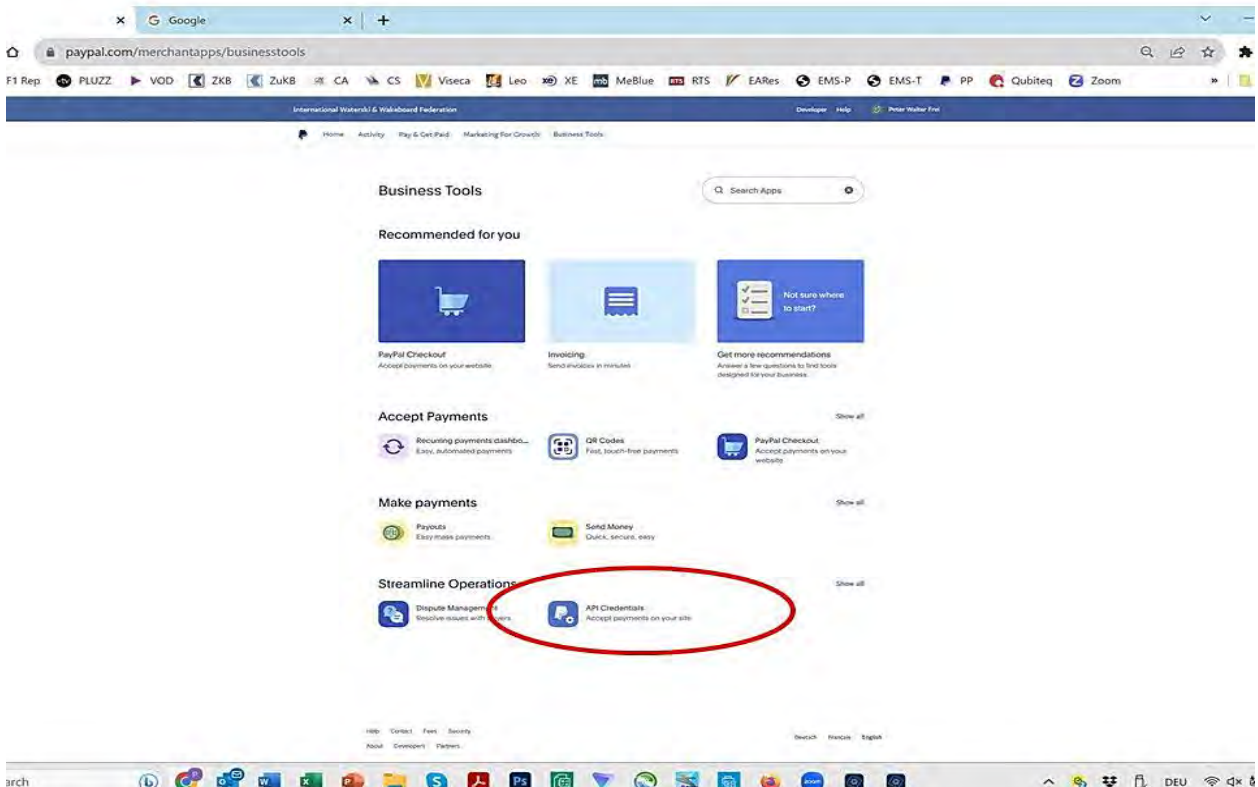 Google
paypal.com/merchantapps/businesstools
F1 Rep PLUZZ VOD ZKB ZuKB CA CS Viseca Leo XE MeBlue RTS EARes EMS-P EMS-T PP Qubiteq Zoom »
International Waterski & Wakeboard Federation Developer Help Peter Walter Frei
Home Activity Pay & Get Paid Marketing For Growth Business Tools
Business Tools
Search Apps
Recommended for you
Not sure where
to start?
PayPal Checkout
Accept payments on your website
Invoicing
Send invoices in minutes
Get more recommendations
Answer a few questions to find tools
designed for your business.
Accept Payments Show all
Recurring payments dashbo...
Easy, automated payments
QR Codes
Fast, touch-free payments
PayPal Checkout
Accept payments on your
website
Make payments Show all
Payouts
Easy mass payments
Send Money
Quick, secure, easy
Streamline Operations Show all
Dispute Management
Resolve issues with buyers
API Credentials
Accept payments on your site
Help Contact Fees Security
About Developers Partners
Deutsch Français English
arch DEU